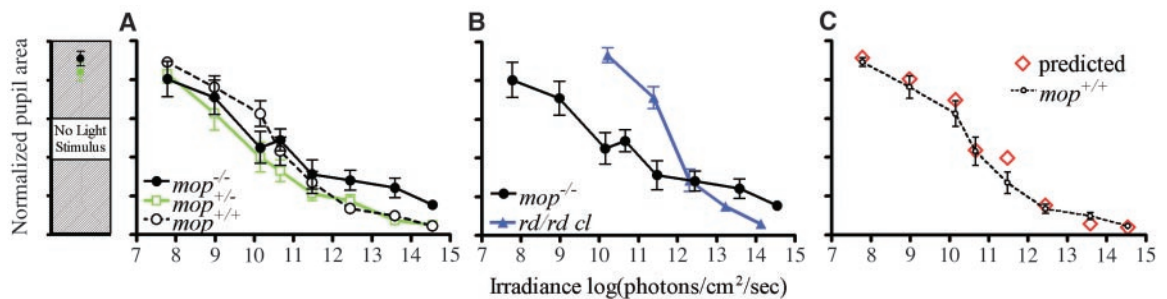 A
B
C
Normalized pupil area
No Light
Stimulus
mop-/-
mop+/-
mop+/+
mop-/-
rd/rd cl
predicted
mop+/+
7 8 9 10 11 12 13 14 15
7 8 9 10 11 12 13 14 15
7 8 9 10 11 12 13 14 15
Irradiance log(photons/cm²/sec)